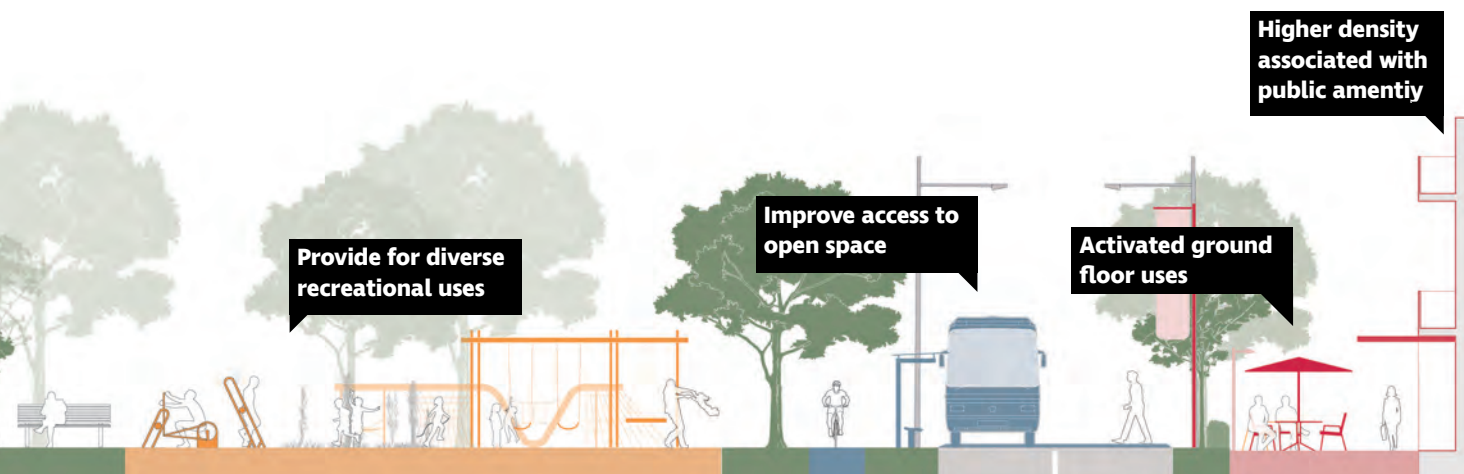 Higher density
associated with
public amentiy
Improve access to
open space
Activated ground
floor uses
Provide for diverse
recreational uses